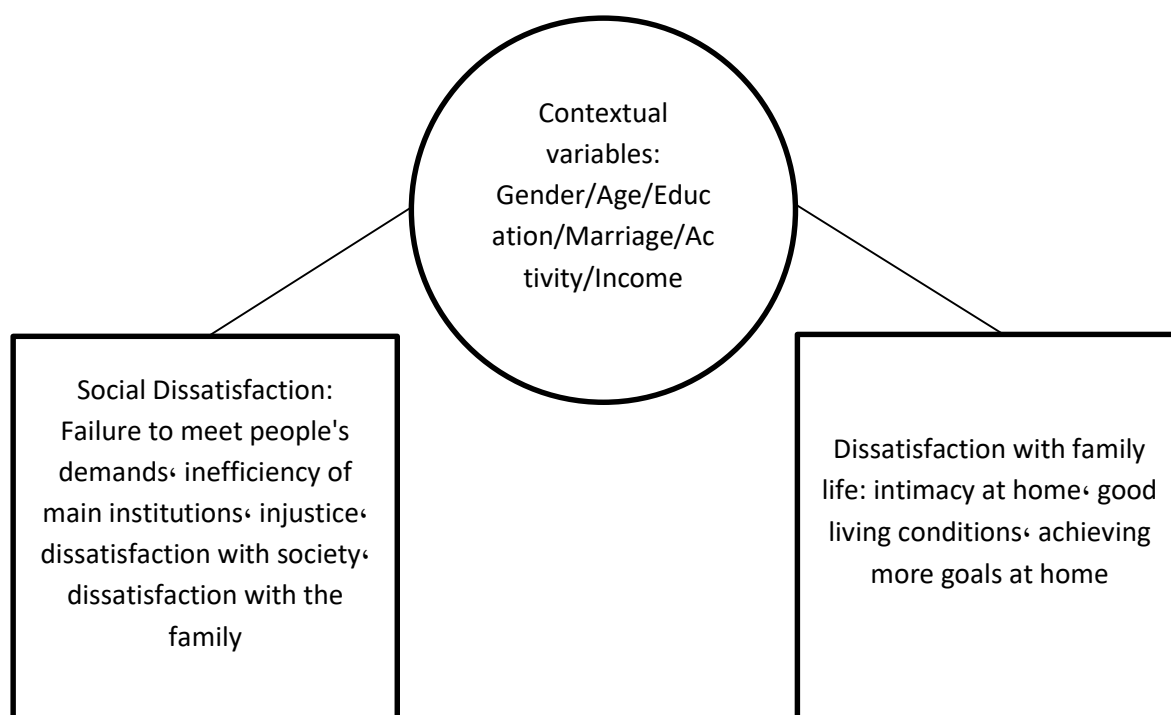 Contextual
variables:
Gender/Age/Educ
ation/Marriage/Ac
tivity/Income
Social Dissatisfaction:
Failure to meet people's
demands، inefficiency of
main institutions، injustice،
dissatisfaction with society،
dissatisfaction with the
family
Dissatisfaction with family
life: intimacy at home، good
living conditions، achieving
more goals at home